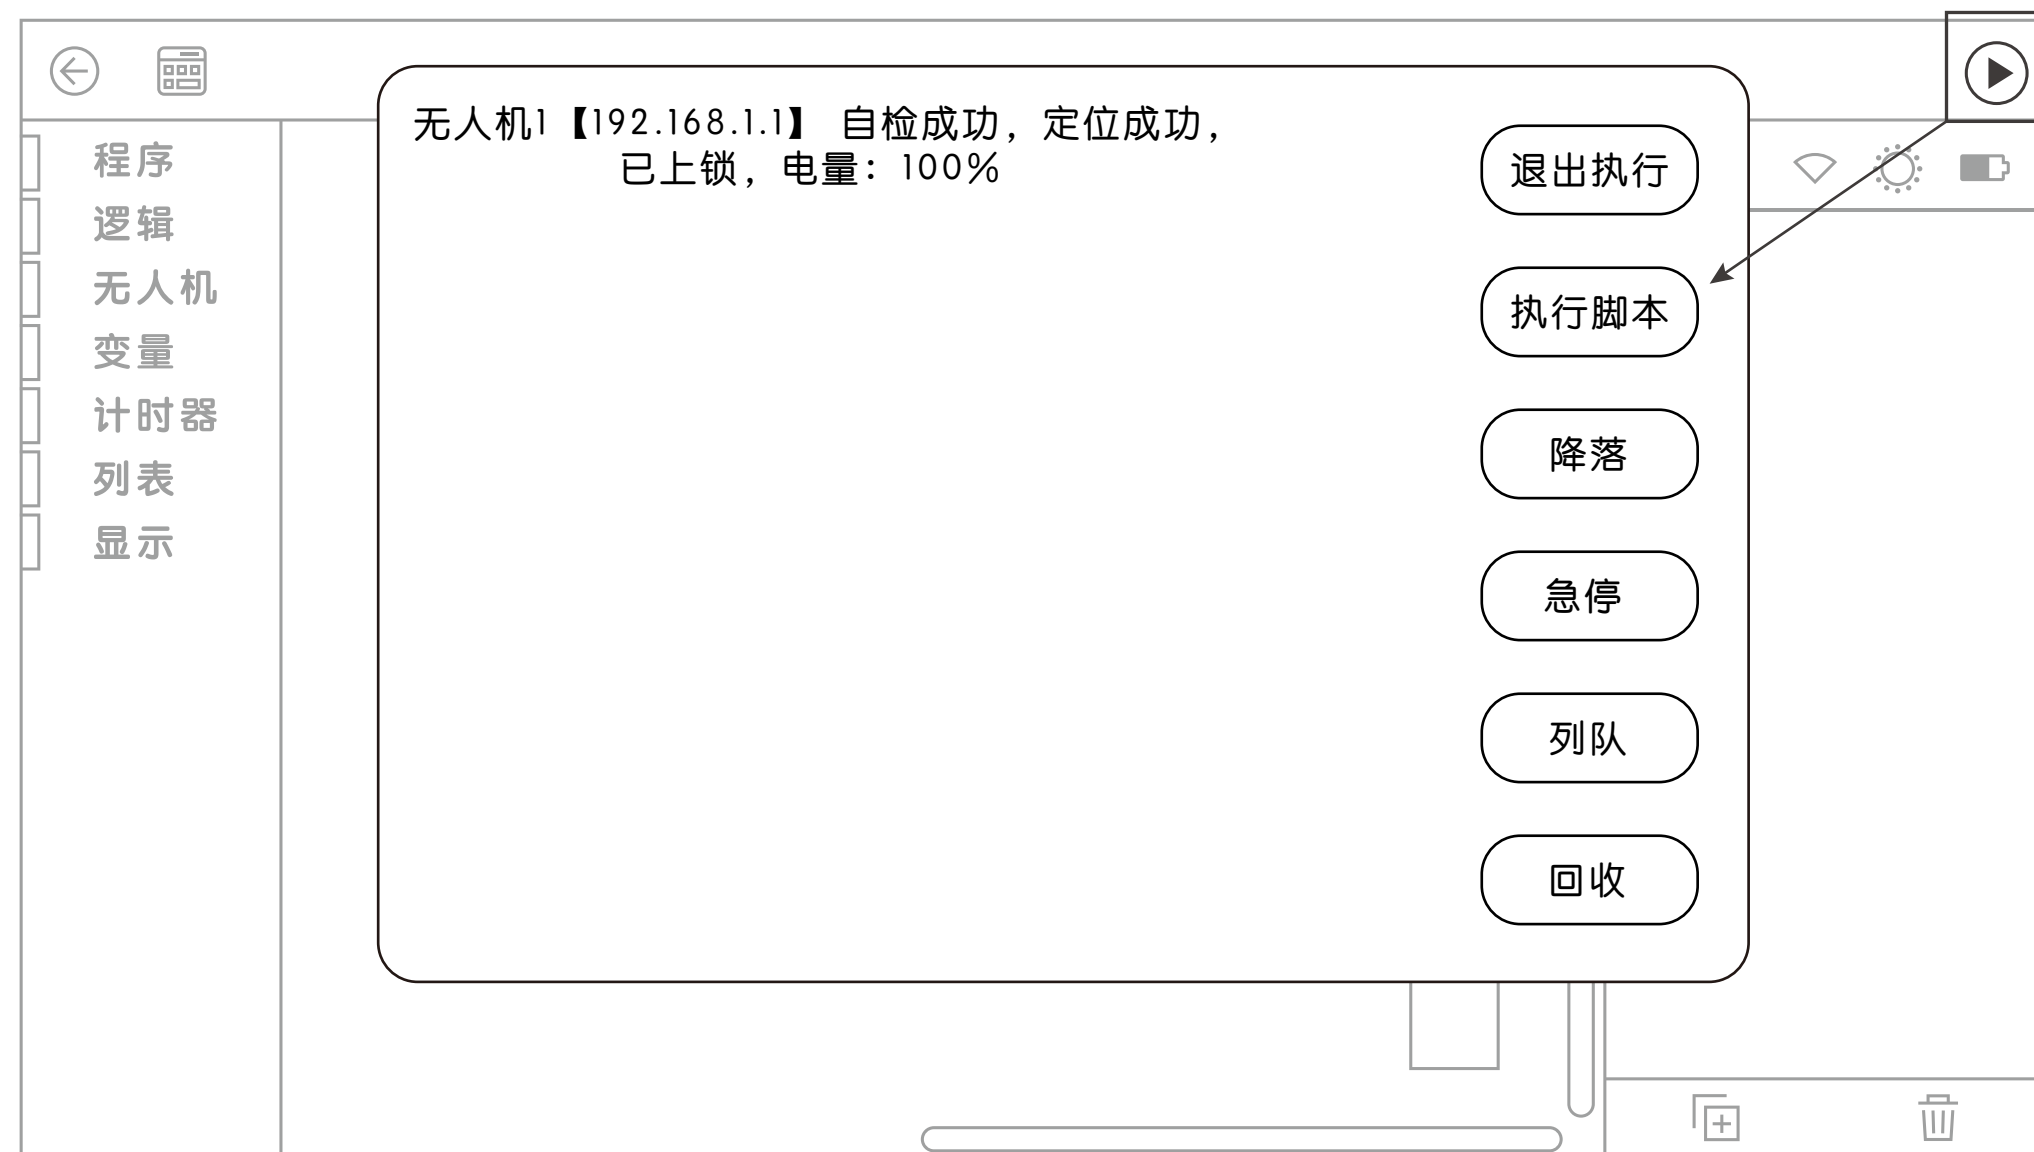 无人机1【192.168.1.1】 自检成功，定位成功，
已上锁，电量：100%
程序
逻辑
无人机
变量
计时器
列表
显示
退出执行
执行脚本
降落
急停
列队
回收